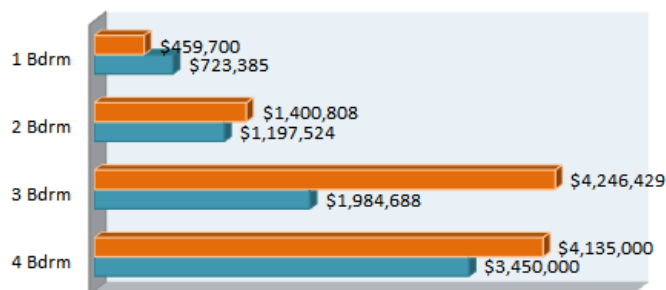 1 Bdrm
$459,700
$723,385
2 Bdrm
$1,400,808
$1,197,524
3 Bdrm
$4,246,429
$1,984,688
4 Bdrm
$4,135,000
$3,450,000